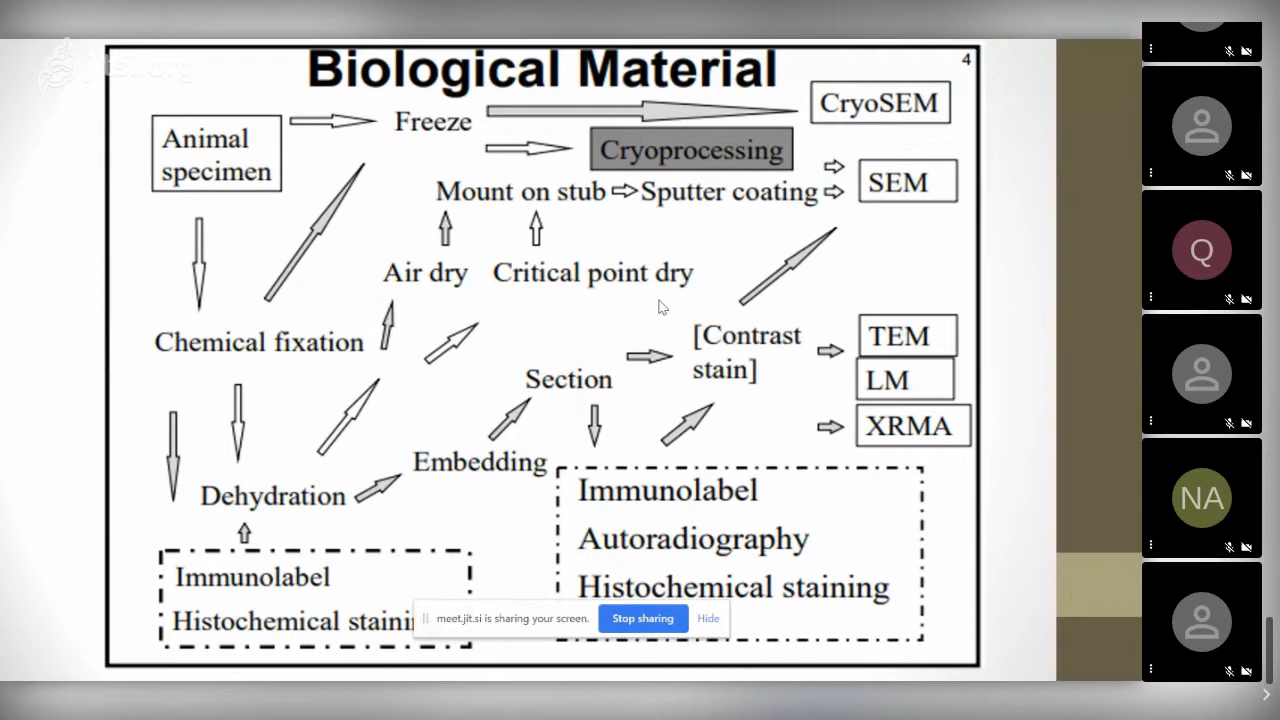 Biological Material
4
Animal
specimen
Freeze
CryoSEM
Cryoprocessing
Mount on stub
Sputter coating
SEM
Air dry
Critical point dry
Chemical fixation
[Contrast
stain]
TEM
LM
XRMA
Section
Embedding
Dehydration
Immunolabel
Autoradiography
Histochemical staining
Immunolabel
Histochemical
meet.jit.si is sharing your screen.
Stop sharing
Hide
Q
NA